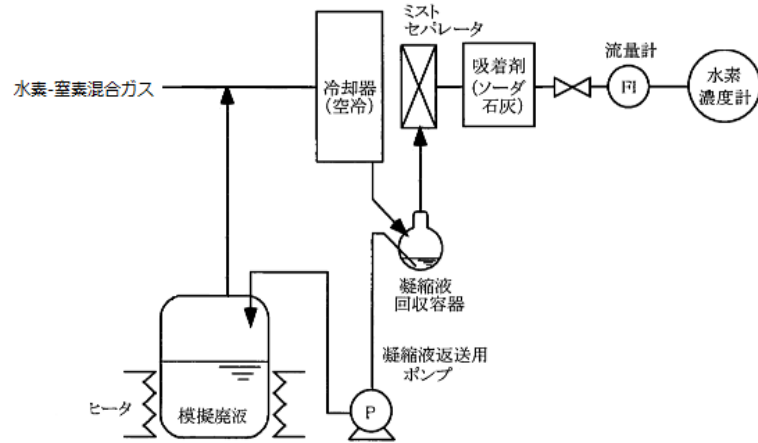 ミスト
セパレータ
水素-窒素混合ガス
冷却器
(空冷)
吸着剤
(ソーダ
石灰)
流量計
FI
水素
濃度計
凝縮液
回収容器
凝縮液返送用
ポンプ
P
ヒータ
模擬廃液